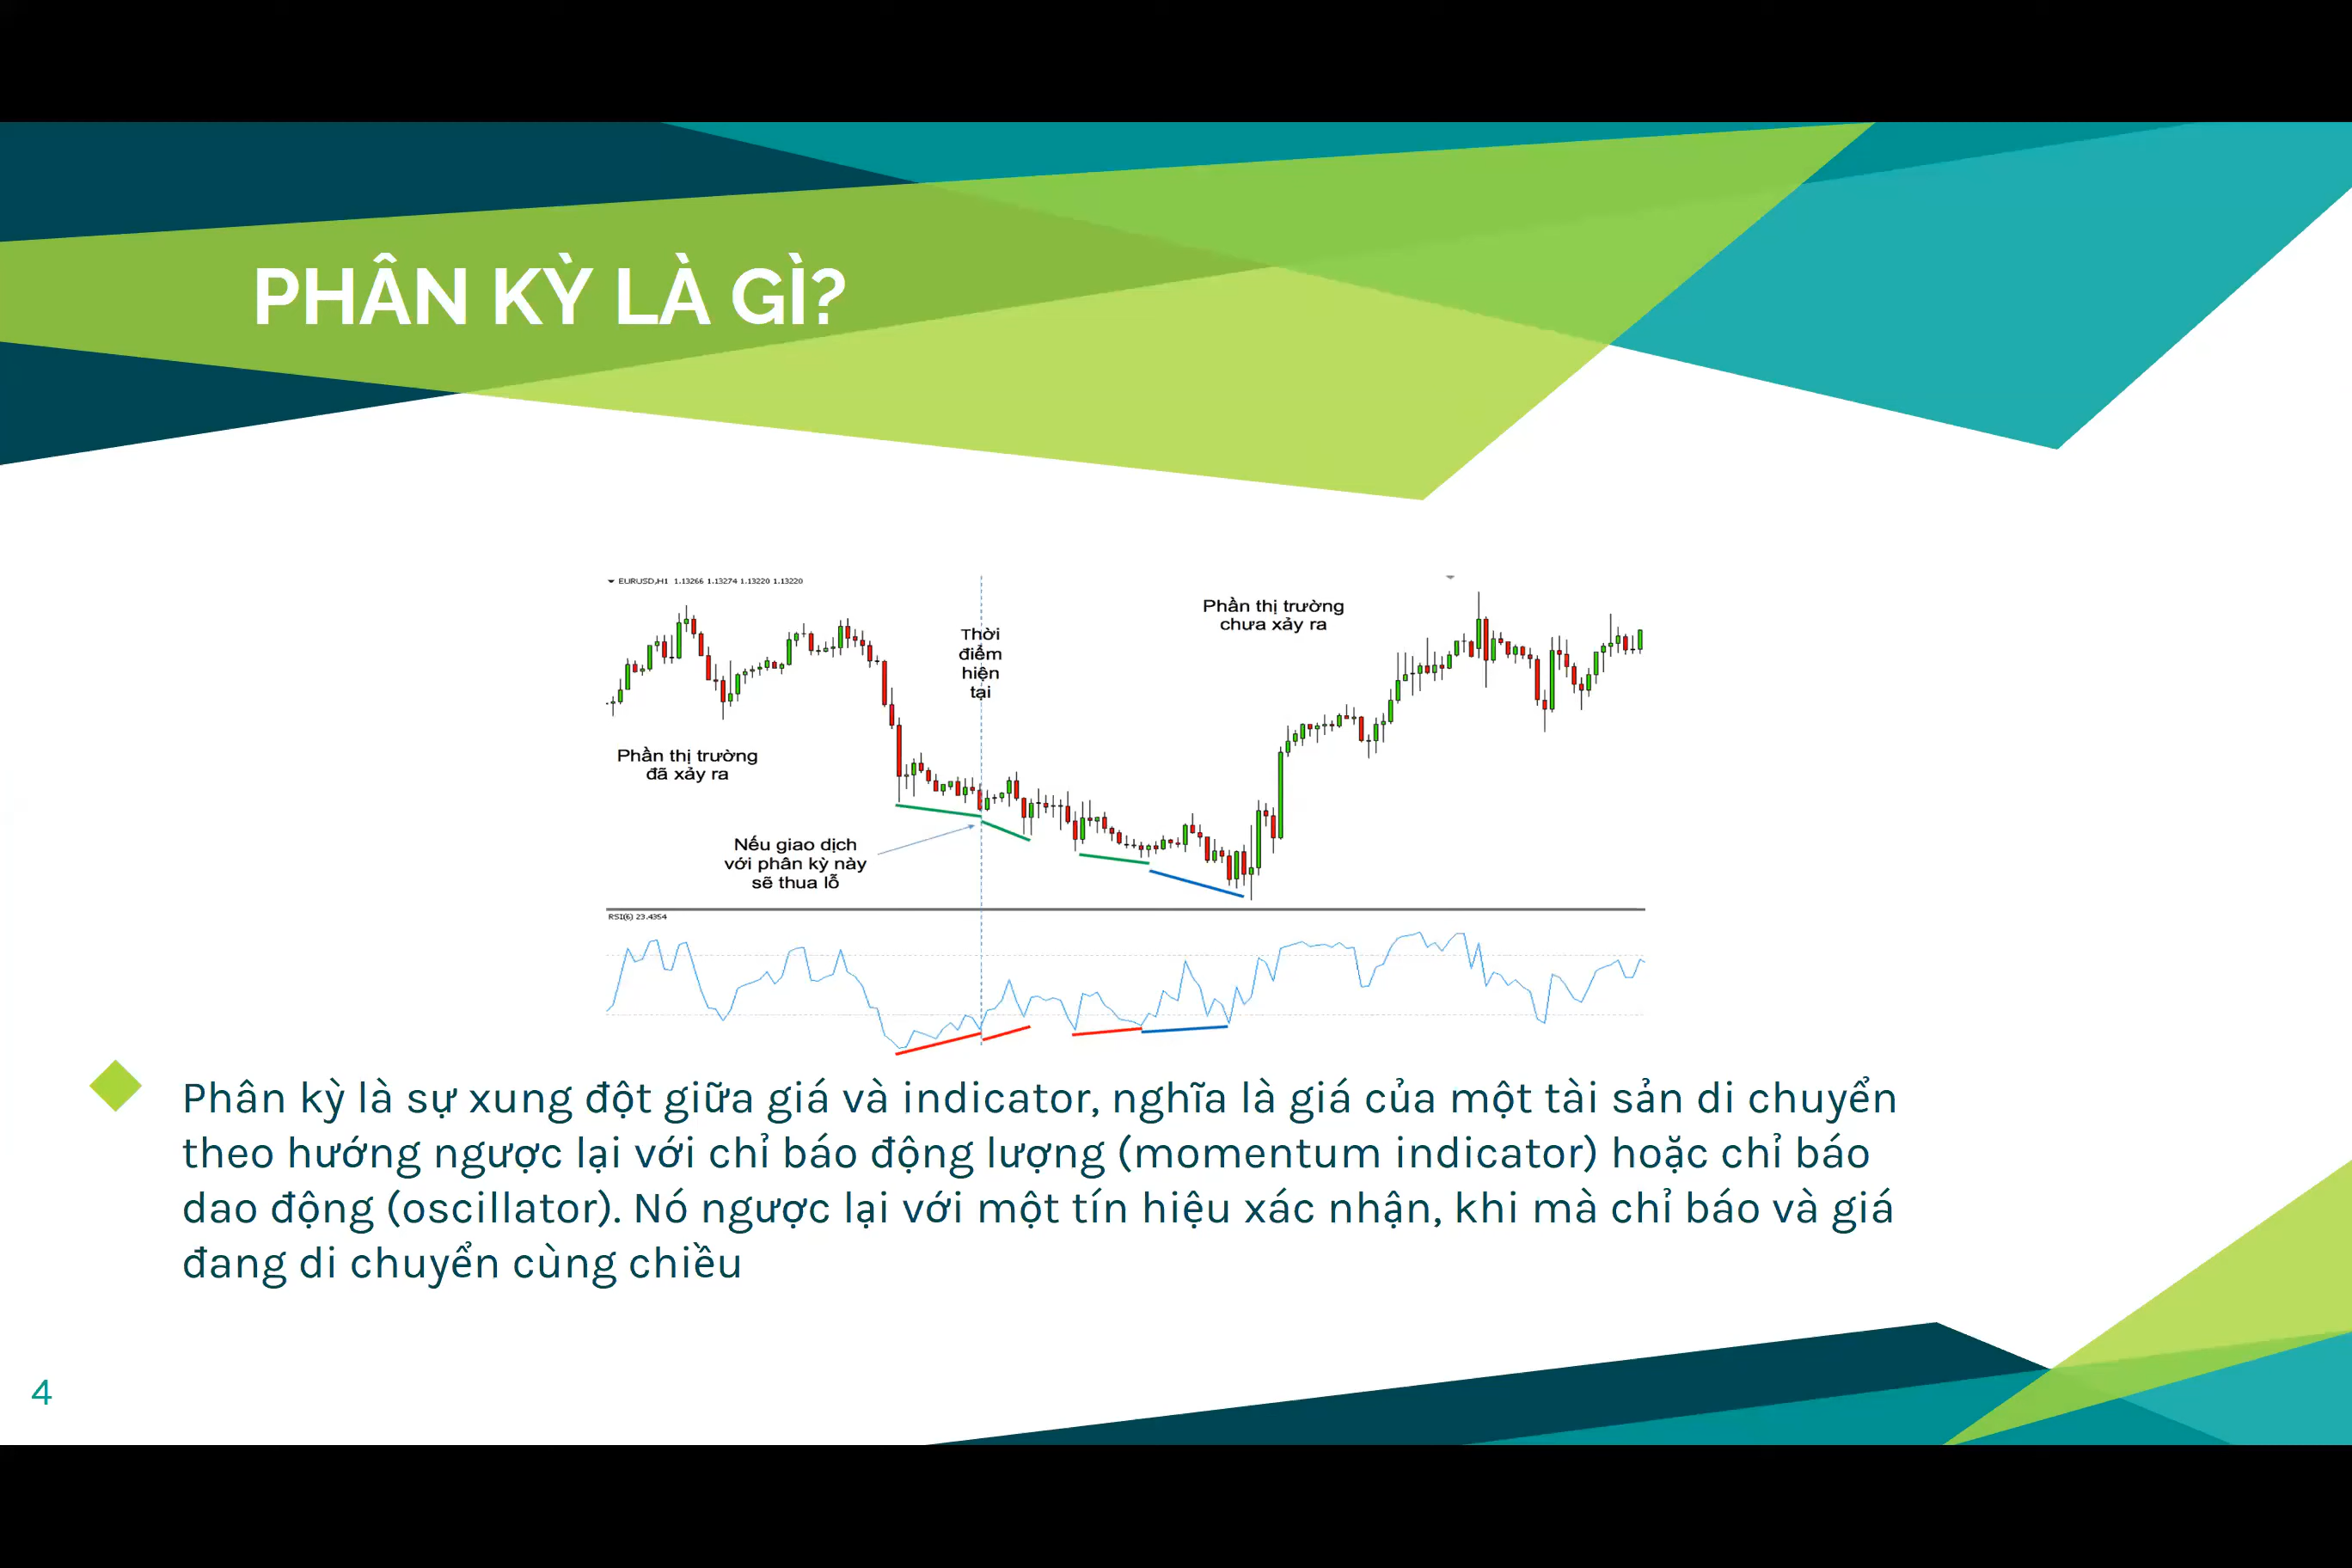 PHÂN KỲ LÀ GÌ?
EURUSD,H1 1.13266 1.13274 1.13220 1.13220
Phần thị trường
chưa xảy ra
Thời
điểm
hiện
tại
Phần thị trường
đã xảy ra
Nếu giao dịch
với phân kỳ này
sẽ thua lỗ
RSI(6) 23.4354
Phân kỳ là sự xung đột giữa giá và indicator, nghĩa là giá của một tài sản di chuyển
theo hướng ngược lại với chỉ báo động lượng (momentum indicator) hoặc chỉ báo
dao động (oscillator). Nó ngược lại với một tín hiệu xác nhận, khi mà chỉ báo và giá
đang di chuyển cùng chiều
4